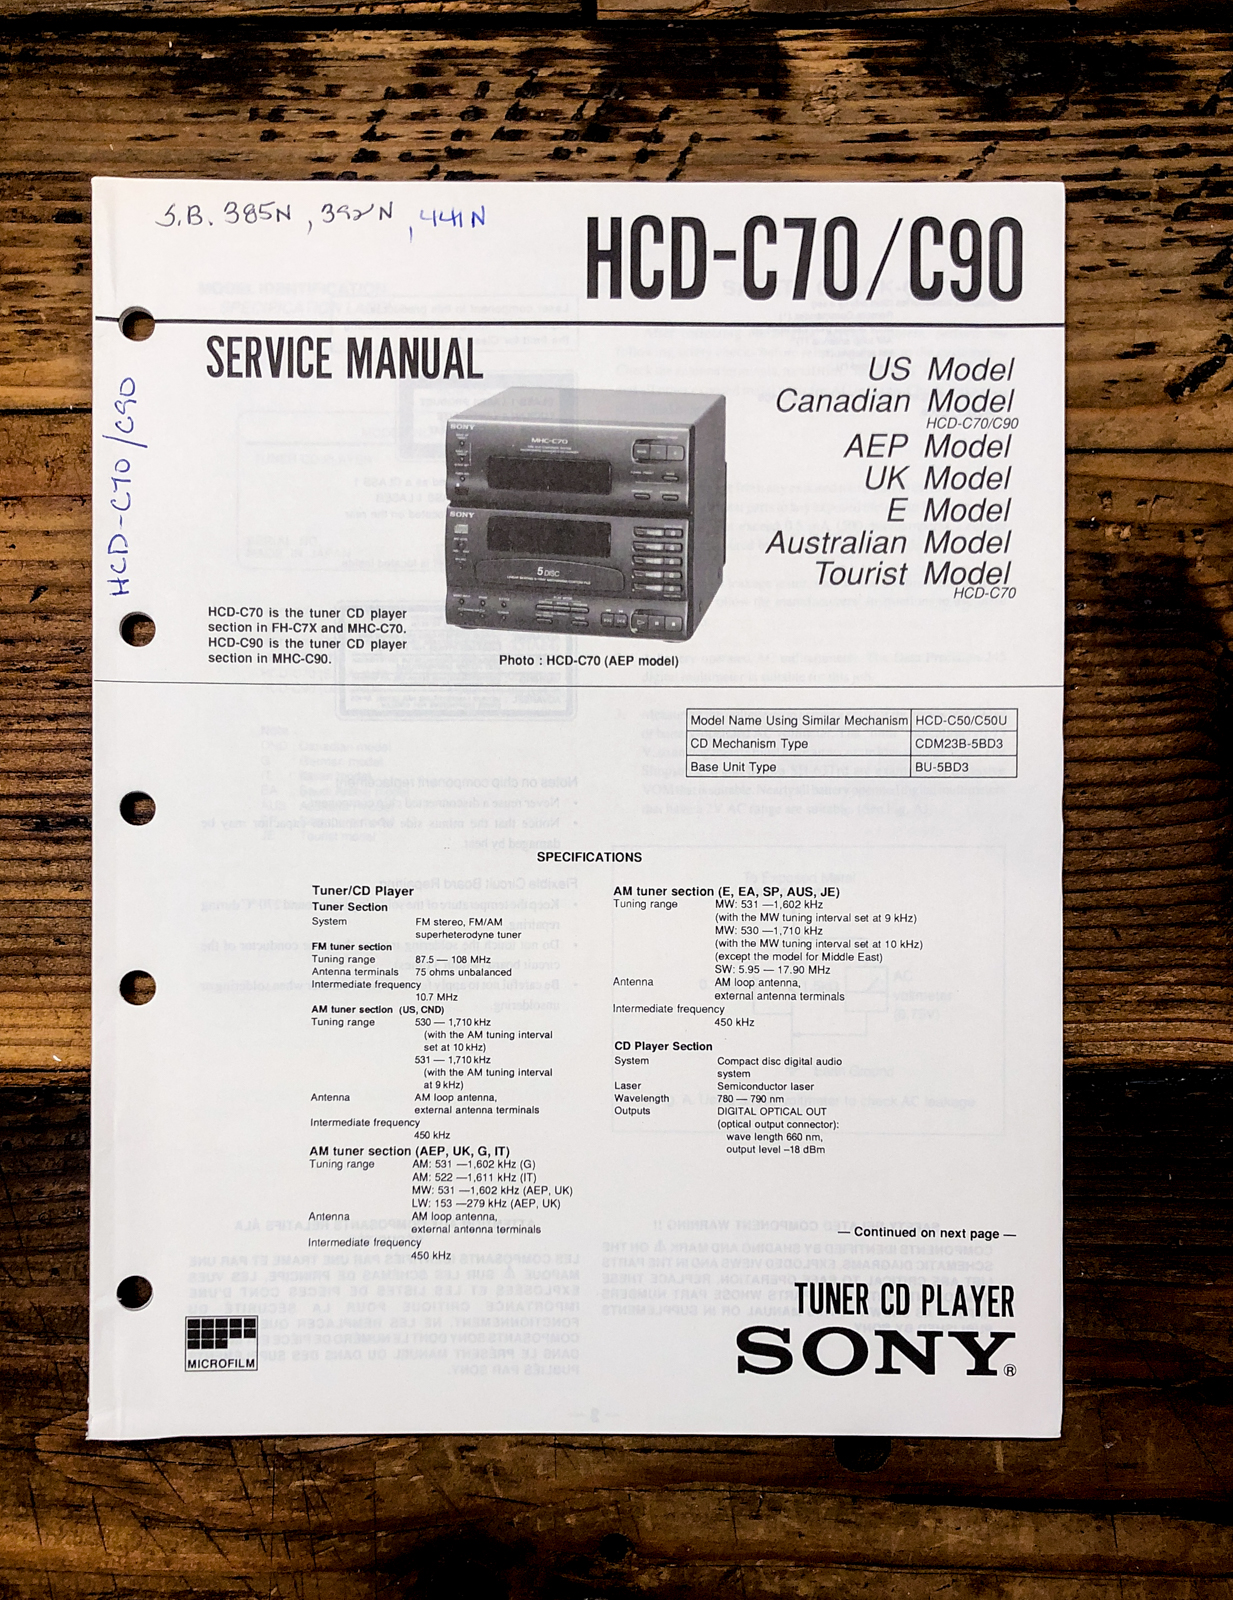 S.B. 385N , 392N , 441N
HCD-C70/C90
SERVICE MANUAL
HCD-C70/C90
US Model
Canadian Model
HCD-C70/C90
AEP Model
UK Model
E Model
Australian Model
Tourist Model
HCD-C70
SONY
MHC-C70
SONY
5 DISC
HCD-C70 is the tuner CD player
section in FH-C7X and MHC-C70.
HCD-C90 is the tuner CD player
section in MHC-C90.
Photo : HCD-C70 (AEP model)
Model Name Using Similar Mechanism HCD-C50/C50U
CD Mechanism Type CDM23B-5BD3
Base Unit Type BU-5BD3
SPECIFICATIONS
Tuner/CD Player
Tuner Section
System FM stereo, FM/AM
superheterodyne tuner
FM tuner section
Tuning range 87.5 — 108 MHz
Antenna terminals 75 ohms unbalanced
Intermediate frequency
10.7 MHz
AM tuner section (US, CND)
Tuning range 530 — 1,710 kHz
(with the AM tuning interval
set at 10 kHz)
531 — 1,710 kHz
(with the AM tuning interval
at 9 kHz)
Antenna AM loop antenna,
external antenna terminals
Intermediate frequency
450 kHz
AM tuner section (AEP, UK, G, IT)
Tuning range AM: 531 —1,602 kHz (G)
AM: 522 —1,611 kHz (IT)
MW: 531 —1,602 kHz (AEP, UK)
LW: 153 —279 kHz (AEP, UK)
Antenna AM loop antenna,
external antenna terminals
Intermediate frequency
450 kHz
AM tuner section (E, EA, SP, AUS, JE)
Tuning range MW: 531 —1,602 kHz
(with the MW tuning interval set at 9 kHz)
MW: 530 —1,710 kHz
(with the MW tuning interval set at 10 kHz)
(except the model for Middle East)
SW: 5.95 — 17.90 MHz
Antenna AM loop antenna,
external antenna terminals
Intermediate frequency
450 kHz
CD Player Section
System Compact disc digital audio
system
Laser Semiconductor laser
Wavelength 780 — 790 nm
Outputs DIGITAL OPTICAL OUT
(optical output connector):
wave length 660 nm,
output level –18 dBm
— Continued on next page —
MICROFILM
TUNER CD PLAYER
SONY®